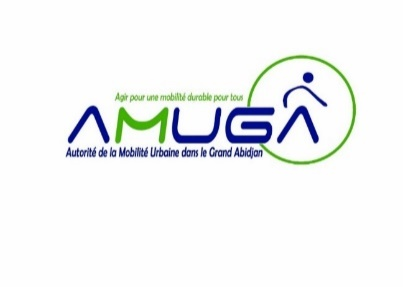 Agir pour une mobilité durable pour tous
AMUGA
Autorité de la Mobilité Urbaine dans le Grand Abidjan